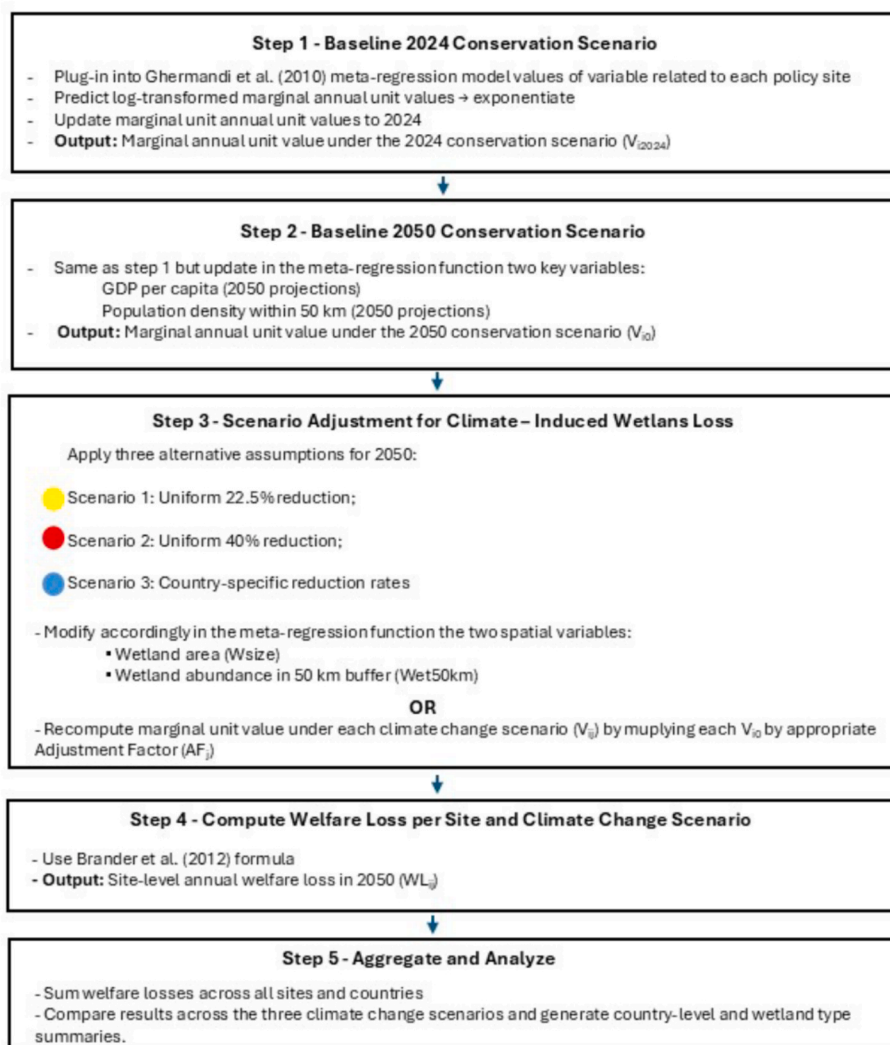 Step 1 - Baseline 2024 Conservation Scenario
- Plug-in into Ghermandi et al. (2010) meta-regression model values of variable related to each policy site
- Predict log-transformed marginal annual unit values → exponentiate
- Update marginal unit annual unit values to 2024
- Output: Marginal annual unit value under the 2024 conservation scenario (Vi2024)
Step 2 - Baseline 2050 Conservation Scenario
- Same as step 1 but update in the meta-regression function two key variables:
GDP per capita (2050 projections)
Population density within 50 km (2050 projections)
- Output: Marginal annual unit value under the 2050 conservation scenario (Vi0)
Step 3 - Scenario Adjustment for Climate – Induced Wetlans Loss
Apply three alternative assumptions for 2050:
Scenario 1: Uniform 22.5% reduction;
Scenario 2: Uniform 40% reduction;
Scenario 3: Country-specific reduction rates
- Modify accordingly in the meta-regression function the two spatial variables:
▪ Wetland area (Wsize)
▪ Wetland abundance in 50 km buffer (Wet50km)
OR
- Recompute marginal unit value under each climate change scenario (Vij) by muplying each Vi0 by appropriate
Adjustment Factor (AFj)
Step 4 - Compute Welfare Loss per Site and Climate Change Scenario
- Use Brander et al. (2012) formula
- Output: Site-level annual welfare loss in 2050 (WLij)
Step 5 - Aggregate and Analyze
- Sum welfare losses across all sites and countries
- Compare results across the three climate change scenarios and generate country-level and wetland type
summaries.